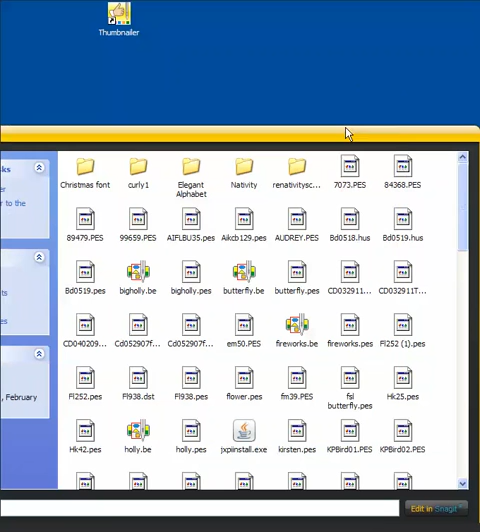 Thumbnailer
sks
er
r to the
ts
es
, February
Christmas font
curly1
Elegant
Alphabet
Nativity
renativitysc...
7073.PES
84368.PES
89479.PES
99659.PES
AIFLBU35.pes
Aikcb129.pes
AUDREY.PES
Bd0518.hus
Bd0519.hus
Bd0519.pes
bigholly.be
bigholly.pes
butterfly.be
butterfly.pes
CD032911...
CD032911T...
CD040209...
Cd052907f...
Cd052907f...
em50.PES
fireworks.be
fireworks.pes
Fl252 (1).pes
Fl252.pes
Fl938.dst
Fl938.pes
flower.pes
fm39.PES
fsl
butterfly.pes
Hk25.pes
Hk42.pes
holly.be
holly.pes
jxpiinstall.exe
kirsten.pes
KPBird01.PES
KPBird02.PES
Edit in Snagit